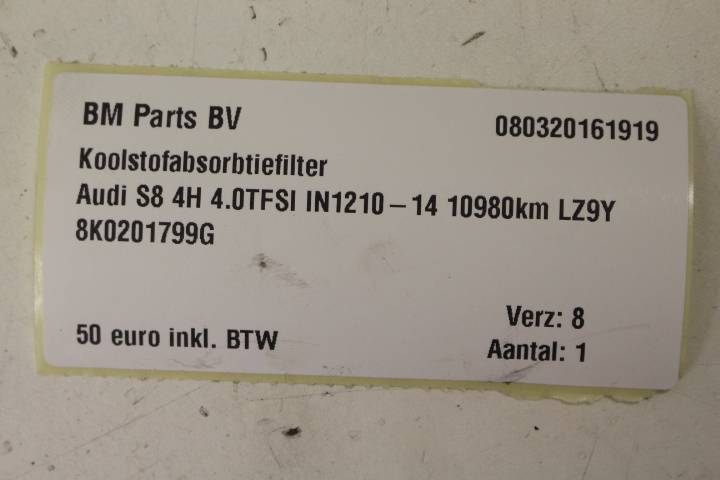 BM Parts BV
080320161919
Koolstofabsorbtiefilter
Audi S8 4H 4.0TFSI IN1210–14 10980km LZ9Y
8K0201799G
Verz: 8
50 euro inkl. BTW
Aantal: 1